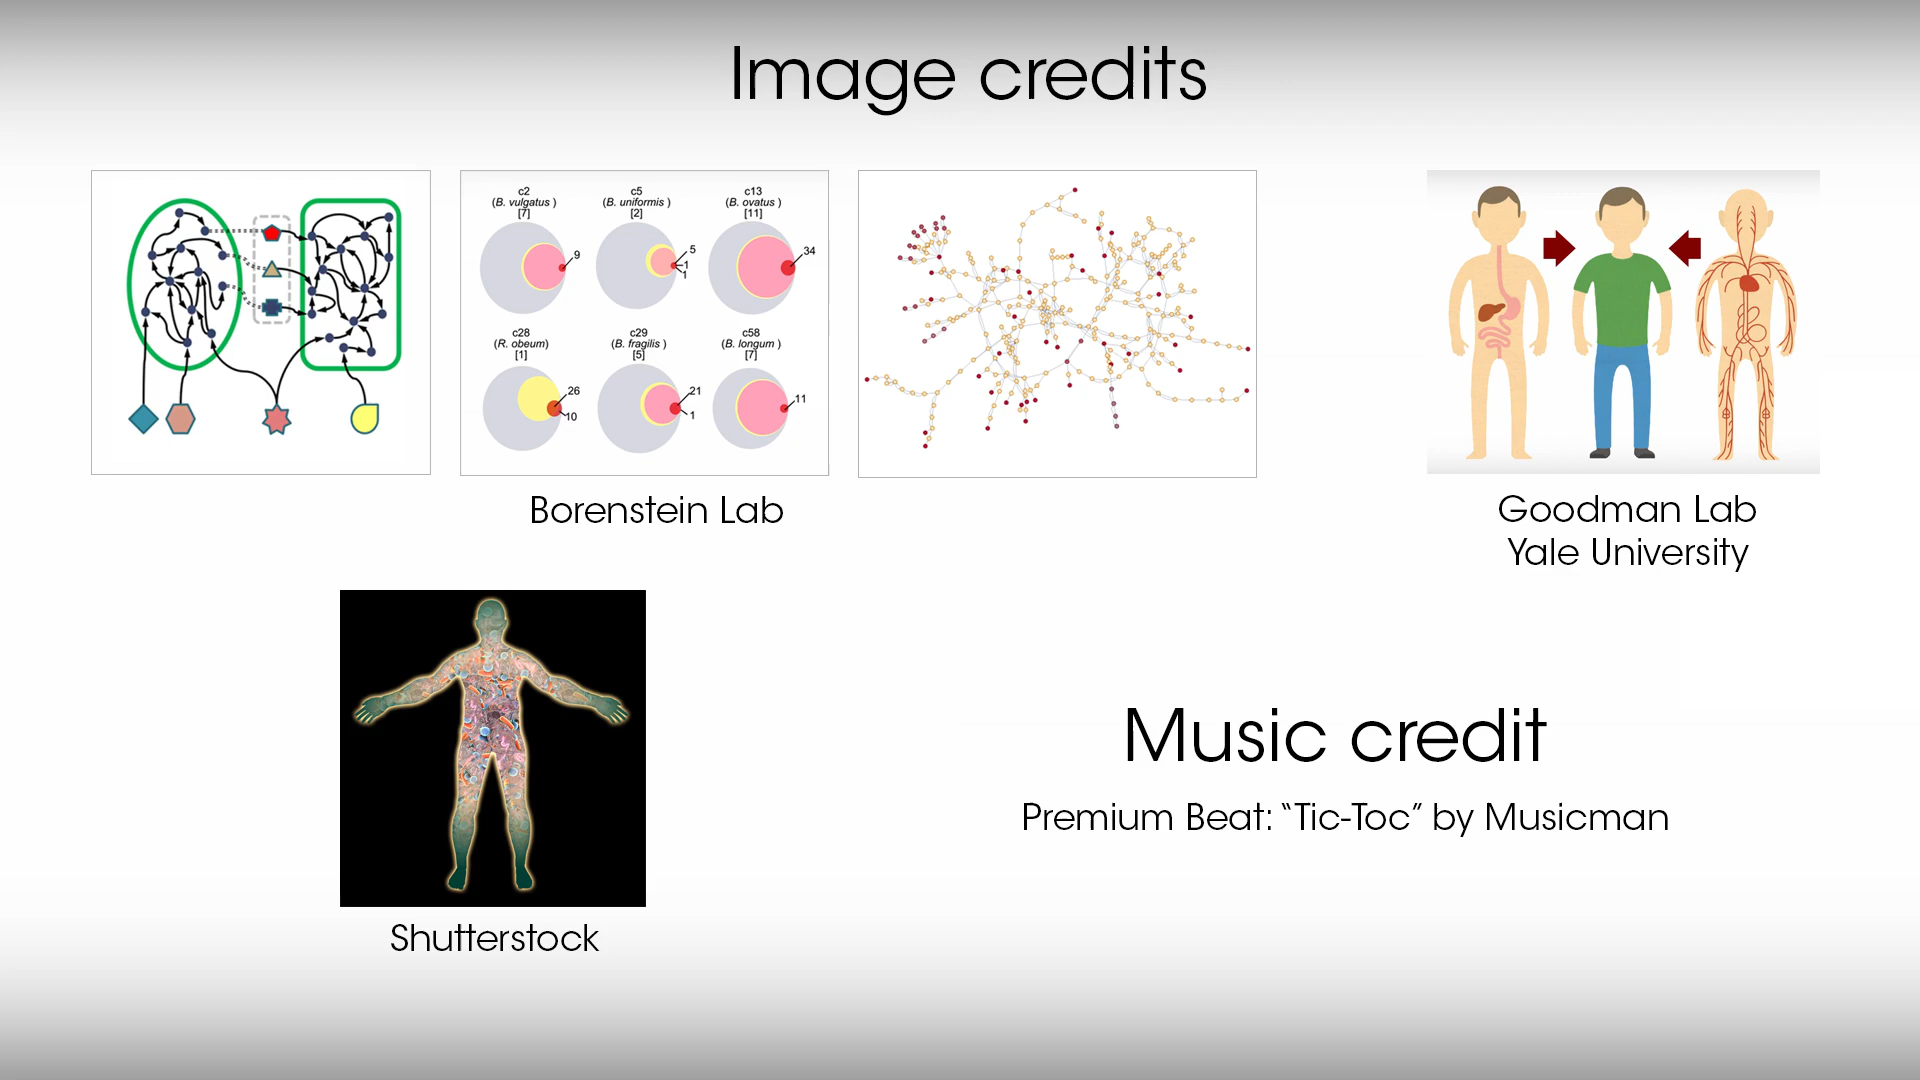 Image credits
c2
(B. vulgatus )
[7]
9
c5
(B. uniformis )
[2]
5
1
1
c13
(B. ovatus )
[11]
34
c28
(R. obeum)
[1]
26
10
c29
(B. fragilis )
[5]
21
1
c58
(B. longum )
[7]
11
Borenstein Lab
Goodman Lab
Yale University
Shutterstock
Music credit
Premium Beat: “Tic-Toc” by Musicman